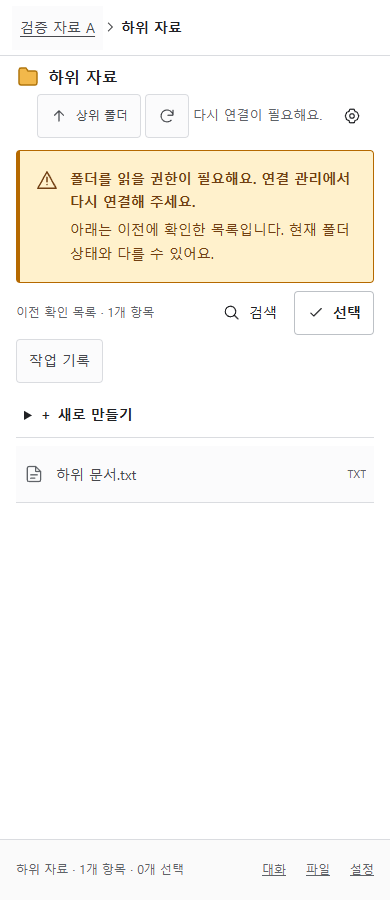 검증 자료 A > 하위 자료
하위 자료
상위 폴더 다시 연결이 필요해요.
폴더를 읽을 권한이 필요해요. 연결 관리에서
다시 연결해 주세요.
아래는 이전에 확인한 목록입니다. 현재 폴더
상태와 다를 수 있어요.
이전 확인 목록 · 1개 항목 검색 선택
작업 기록
+ 새로 만들기
하위 문서.txt TXT
하위 자료 · 1개 항목 · 0개 선택 대화 파일 설정